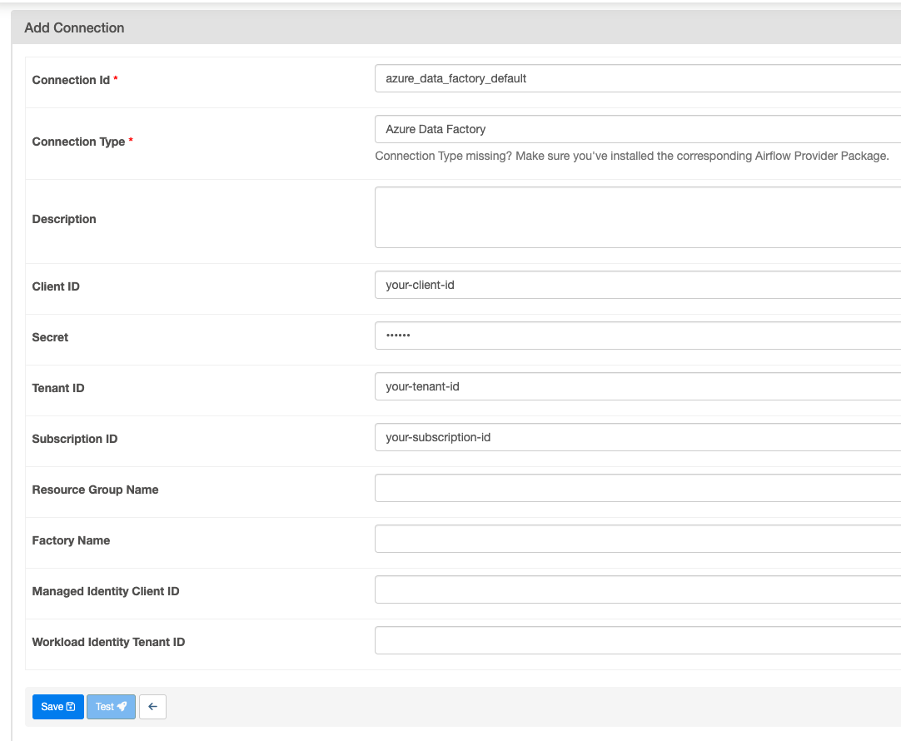 Add Connection
Connection Id *
azure_data_factory_default
Connection Type *
Azure Data Factory
Connection Type missing? Make sure you've installed the corresponding Airflow Provider Package.
Description
Client ID
your-client-id
Secret
••••••
Tenant ID
your-tenant-id
Subscription ID
your-subscription-id
Resource Group Name
Factory Name
Managed Identity Client ID
Workload Identity Tenant ID
Save Test ←